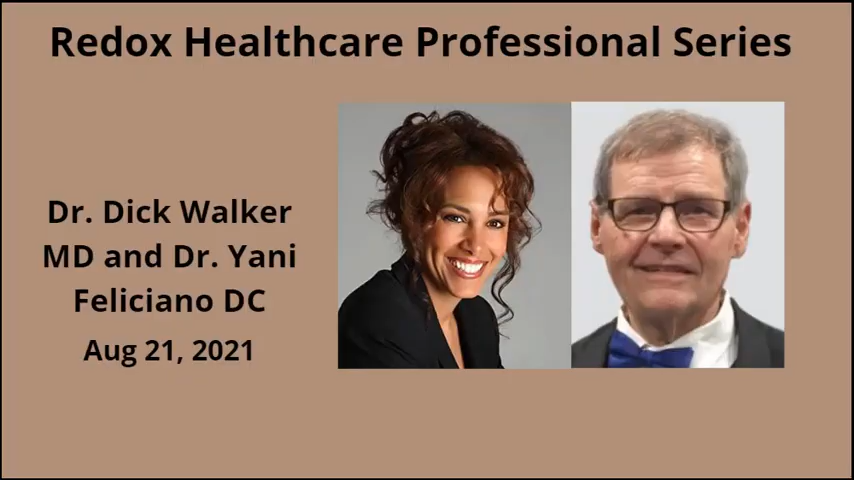 Redox Healthcare Professional Series
Dr. Dick Walker
MD and Dr. Yani
Feliciano DC
Aug 21, 2021